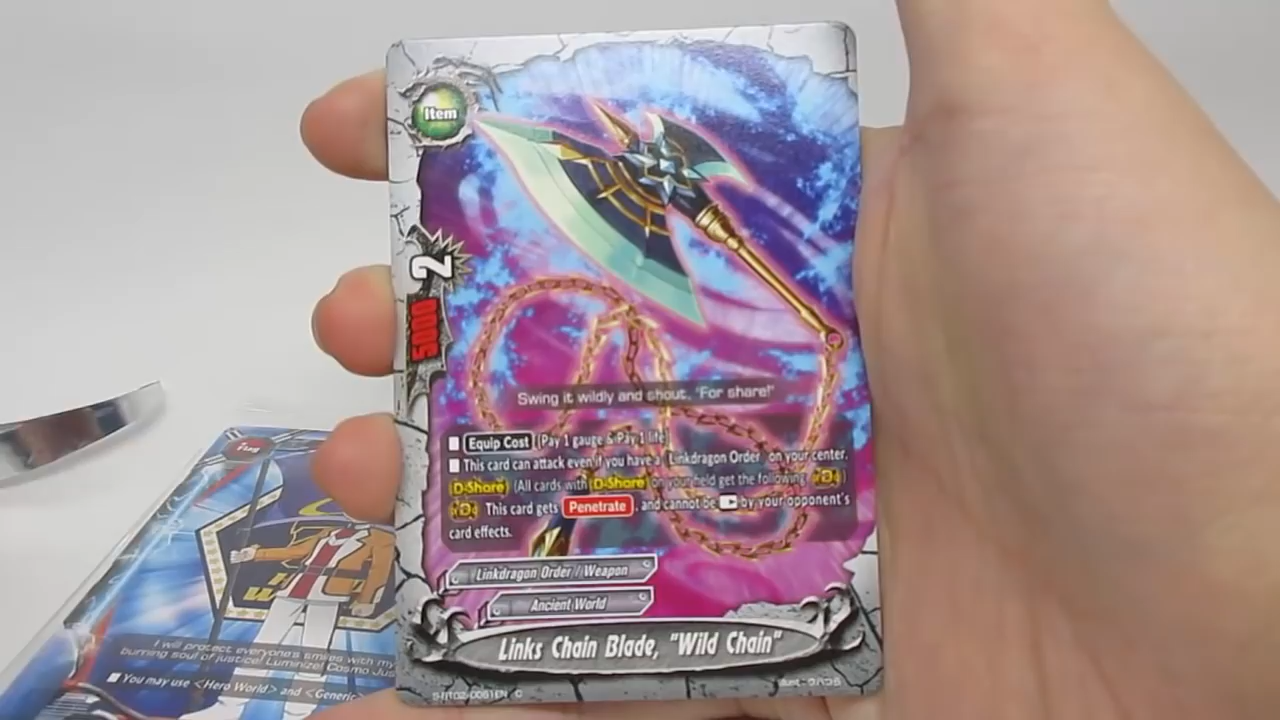 Item
2
5000
Swing it wildly and shout, "For share!"
Equip Cost (Pay 1 gauge & Pay 1 life)
This card can attack even if you have a Linkdragon Order on your center.
D-Share (All cards with D-Share on your field get the following D)
D This card gets Penetrate, and cannot be by your opponent's
card effects.
Linkdragon Order / Weapon
Ancient World
Links Chain Blade, "Wild Chain"
S-BT02-0061EN C
Flag
I will protect everyone's smiles with my
burning soul of justice! Luminize! Cosmo Jus
You may use <Hero World> and <Generic